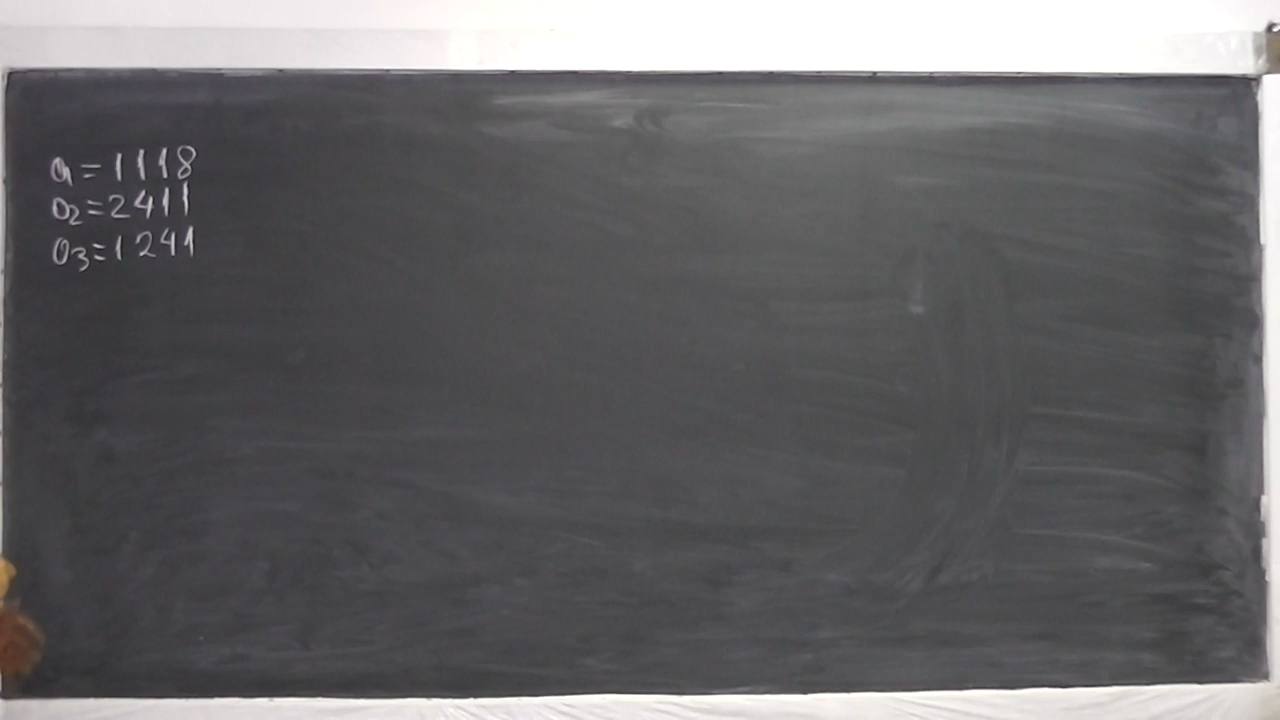 a1 = 1118
a2 = 2411
a3 = 1241